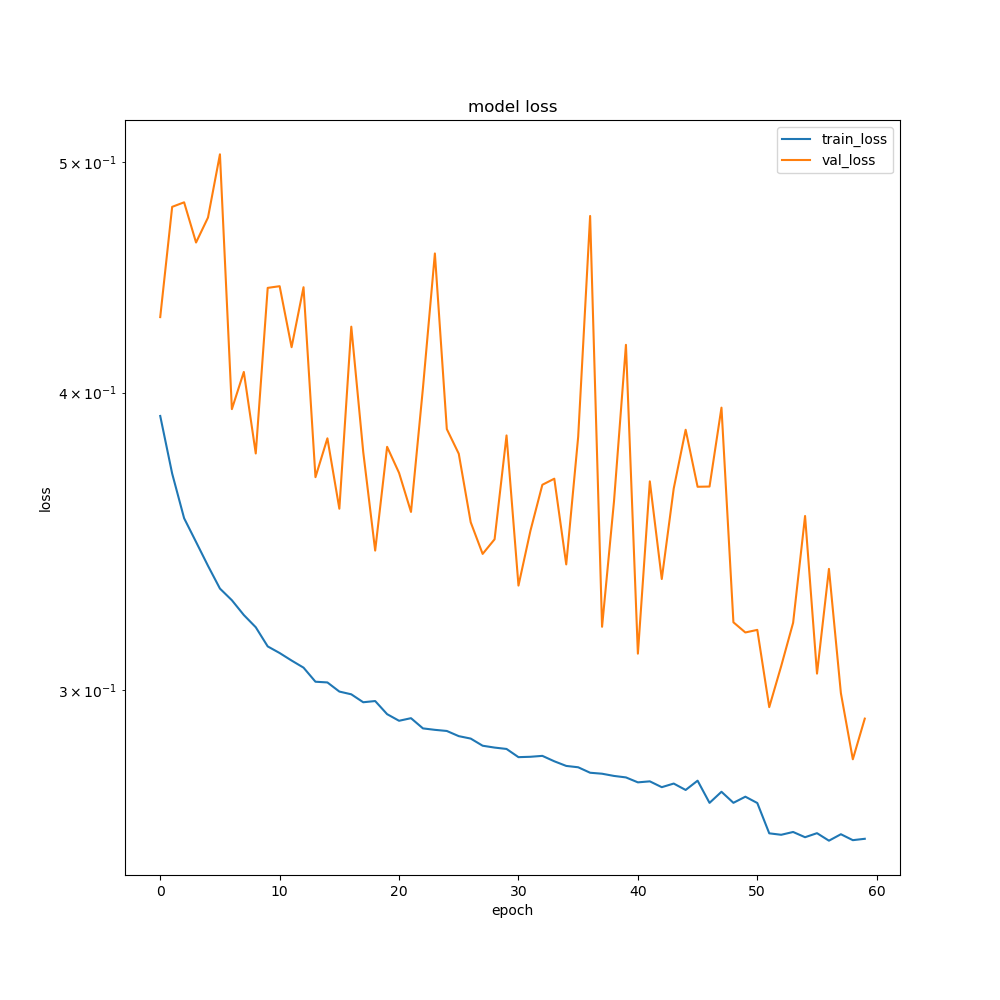 model loss
5 × 10⁻¹
4 × 10⁻¹
3 × 10⁻¹
loss
train_loss
val_loss
0 10 20 30 40 50 60
epoch